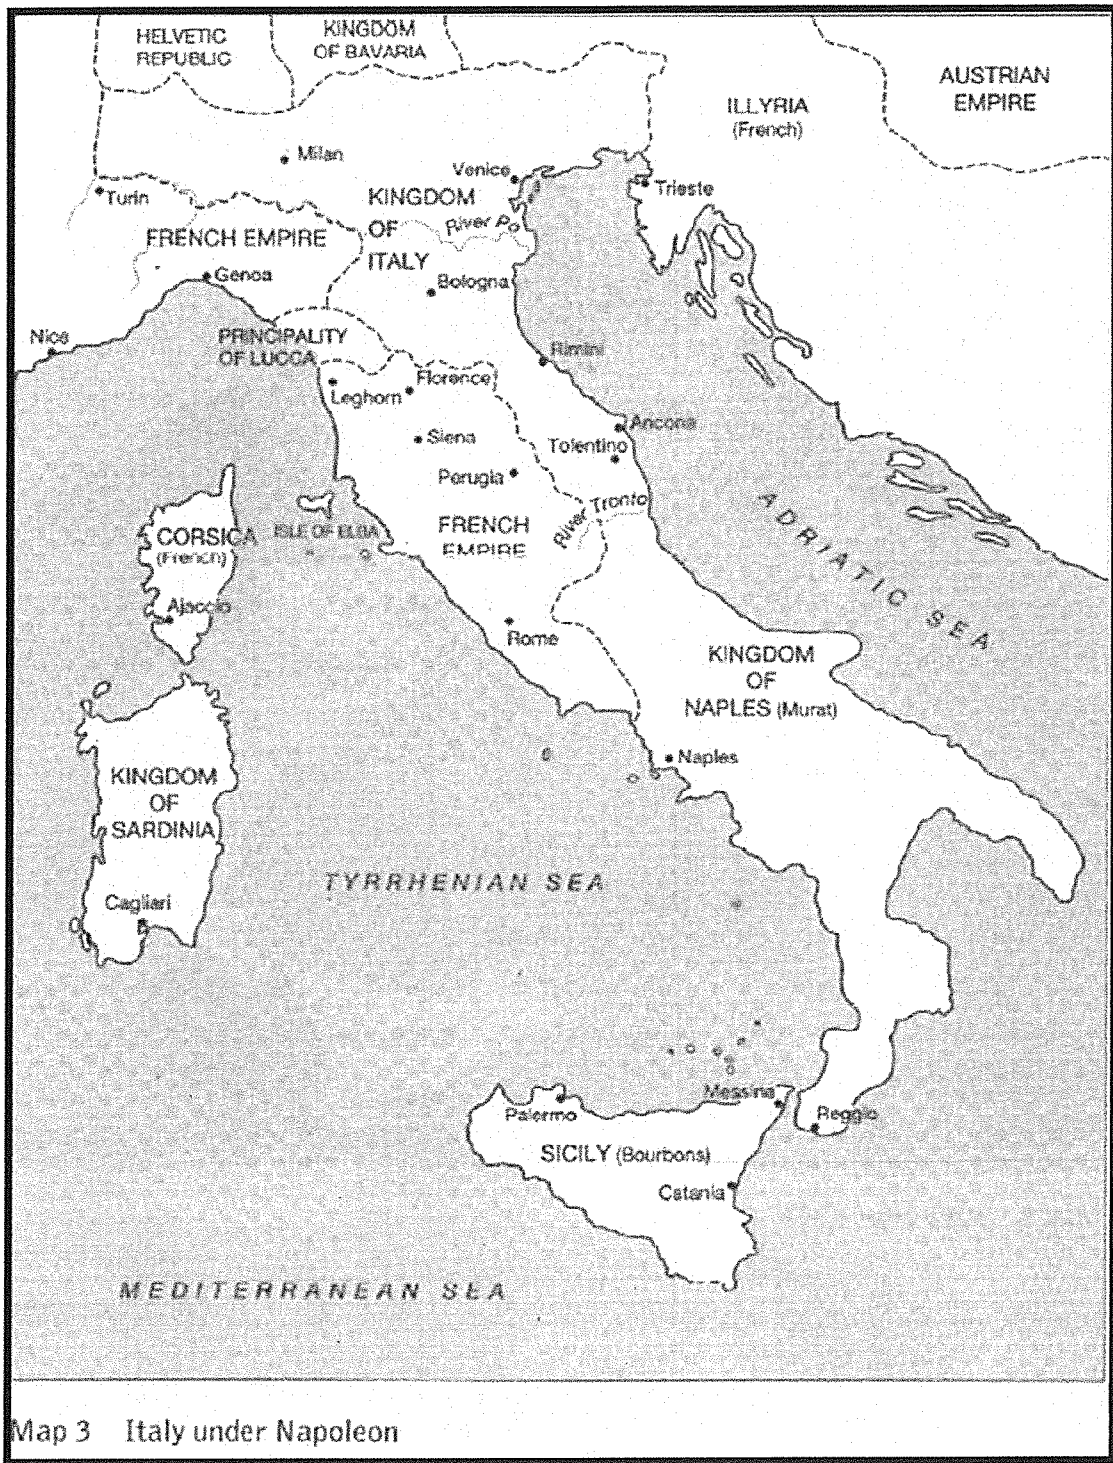 HELVETIC
REPUBLIC
KINGDOM
OF BAVARIA
AUSTRIAN
EMPIRE
ILLYRIA
(French)
Milan
Venice
Trieste
Turin
KINGDOM
OF
ITALY
River Po
FRENCH EMPIRE
Genoa
Bologna
Nice
PRINCIPALITY
OF LUCCA
Rimini
Florence
Leghorn
Ancona
Siena
Tolentino
Perugia
River Tronto
FRENCH
EMPIRE
ADRIATIC SEA
CORSICA
(French)
ISLE OF ELBA
Ajaccio
Rome
KINGDOM
OF
NAPLES (Murat)
Naples
KINGDOM
OF
SARDINIA
Cagliari
TYRRHENIAN SEA
Messina
Palermo
Reggio
SICILY (Bourbons)
Catania
MEDITERRANEAN SEA
Map 3 Italy under Napoleon